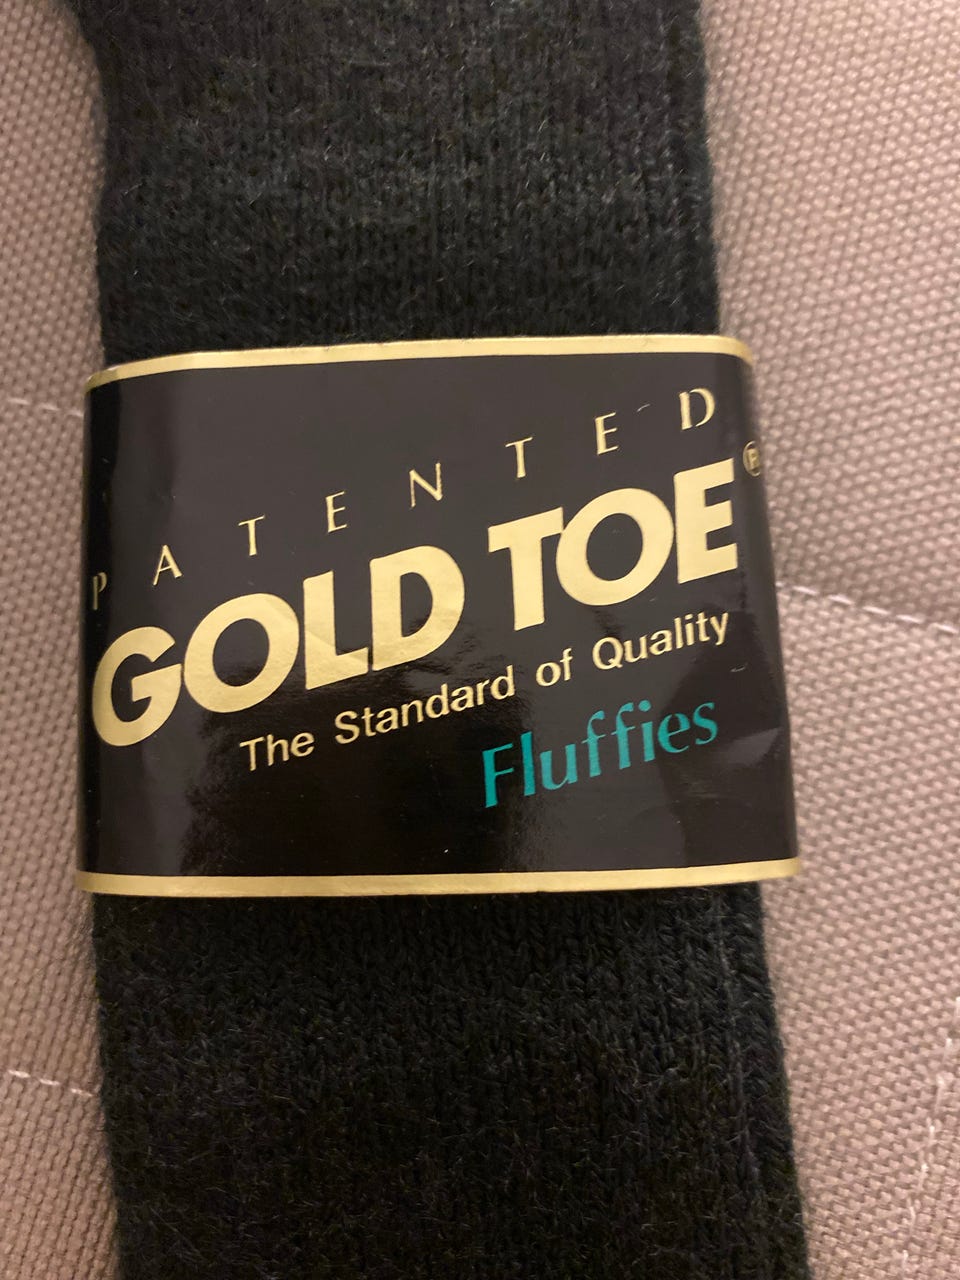 PATENTED
GOLD TOE®
The Standard of Quality
Fluffies